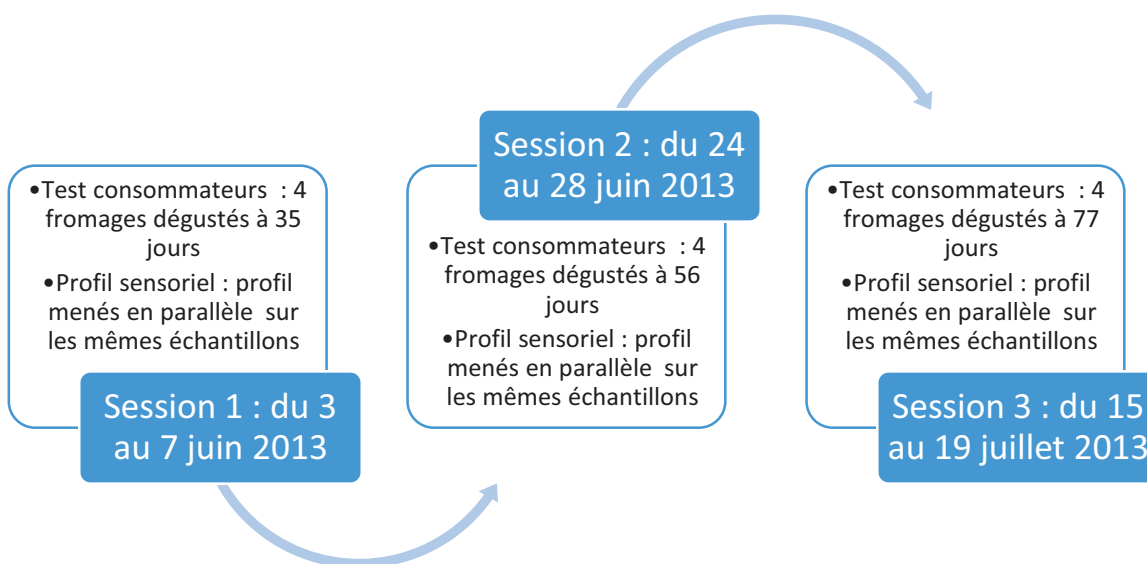 •Test consommateurs : 4
fromages dégustés à 35
jours
•Profil sensoriel : profil
menés en parallèle sur
les mêmes échantillons
Session 1 : du 3
au 7 juin 2013
Session 2 : du 24
au 28 juin 2013
•Test consommateurs : 4
fromages dégustés à 56
jours
•Profil sensoriel : profil
menés en parallèle sur
les mêmes échantillons
•Test consommateurs : 4
fromages dégustés à 77
jours
•Profil sensoriel : profil
menés en parallèle sur
les mêmes échantillons
Session 3 : du 15
au 19 juillet 2013